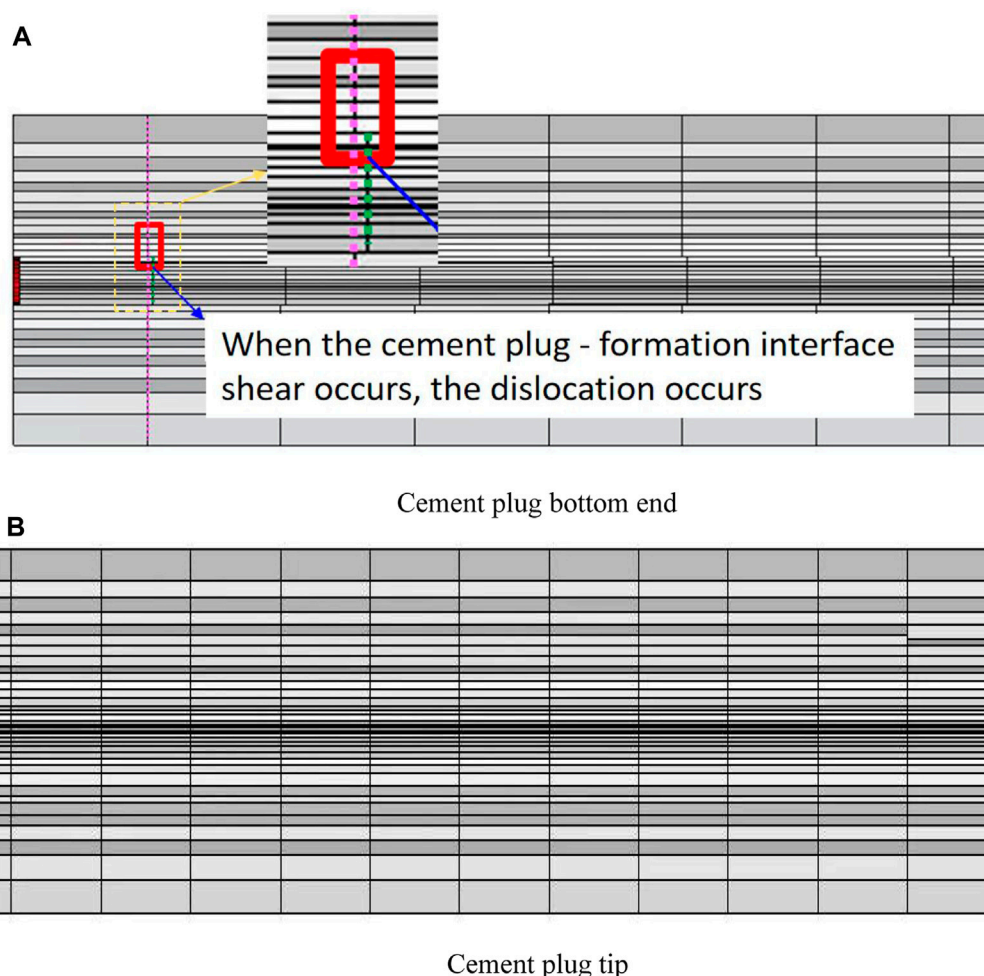 A
When the cement plug - formation interface
shear occurs, the dislocation occurs
Cement plug bottom end
B
Cement plug tip